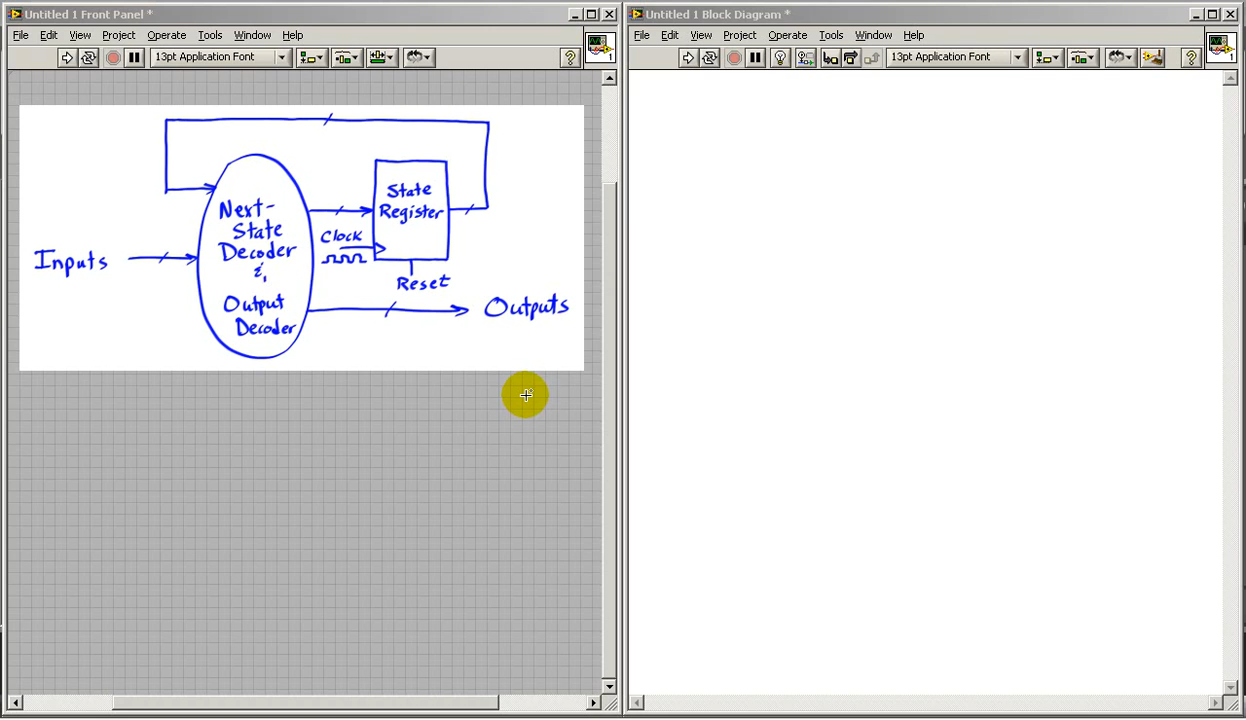 Untitled 1 Front Panel *
File Edit View Project Operate Tools Window Help
13pt Application Font
1
Next-
State
Decoder
&
Output
Decoder
Inputs
State
Register
Clock
Reset
Outputs
Untitled 1 Block Diagram *
File Edit View Project Operate Tools Window Help
13pt Application Font
1